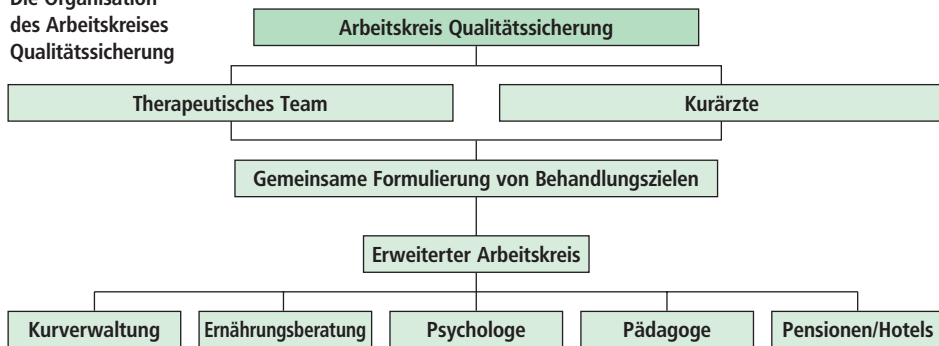 Die Organisation
des Arbeitskreises
Qualitätssicherung
Arbeitskreis Qualitätssicherung
Therapeutisches Team
Kurärzte
Gemeinsame Formulierung von Behandlungszielen
Erweiterter Arbeitskreis
Kurverwaltung
Ernährungsberatung
Psychologe
Pädagoge
Pensionen/Hotels